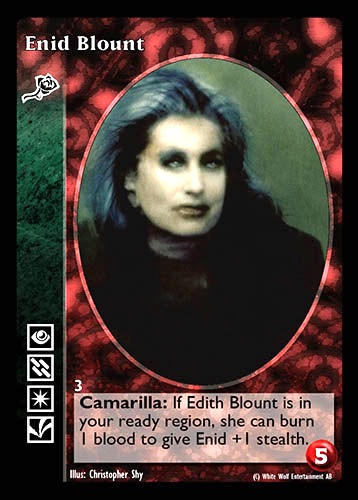 Enid Blount
3
Camarilla: If Edith Blount is in
your ready region, she can burn
1 blood to give Enid +1 stealth.
5
Illus: Christopher Shy
(C) White Wolf Entertainment AB